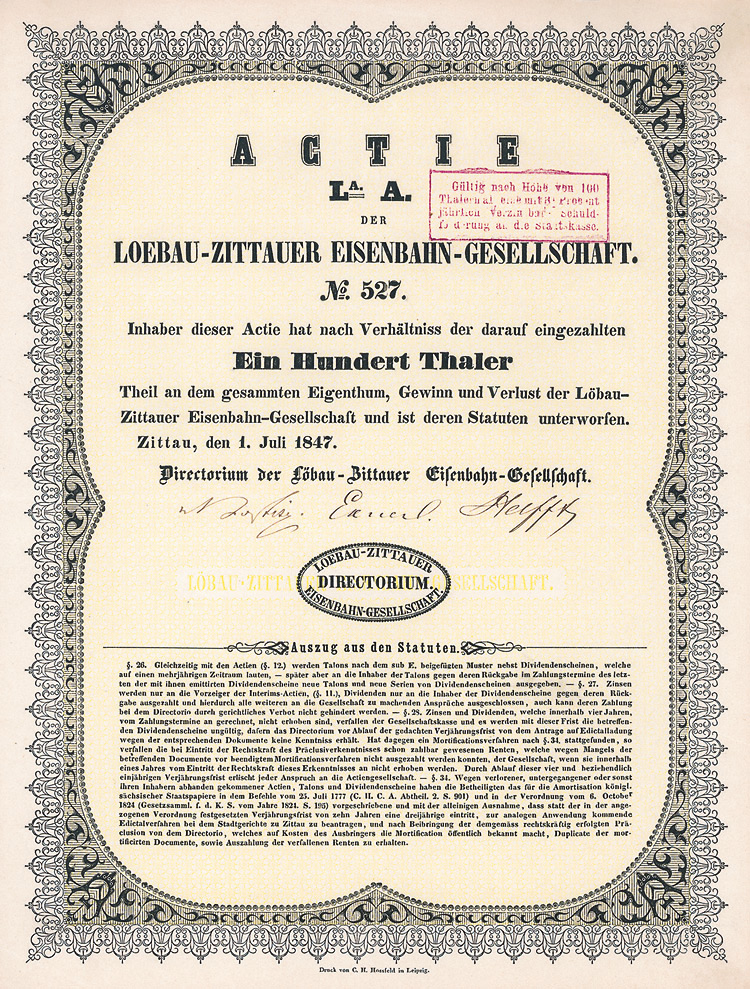 ACTIE
LA. A.
DER
LOEBAU-ZITTAUER EISENBAHN-GESELLSCHAFT.
No. 527.
Gültig nach Höhe von 100
Inhaber dieser Actie hat nach Verhältniss der darauf eingezahlten
Ein Hundert Thaler
Theil an dem gesammten Eigenthum, Gewinn und Verlust der Löbau-
Zittauer Eisenbahn-Gesellschaft und ist deren Statuten unterworfen.
Zittau, den 1. Juli 1847.
Directorium der Löbau-Zittauer Eisenbahn-Gesellschaft.
LOEBAU-ZITTAUER
DIRECTORIUM.
EISENBAHN-GESELLSCHAFT.
LÖBAU-ZITTA SELLSCHAFT.
Auszug aus den Statuten.
§. 26. Gleichzeitig mit den Actien (§. 12.) werden Talons nach dem sub E. beigefügten Muster nebst Dividendenscheinen, welche
auf einen mehrjährigen Zeitraum lauten, — später aber an die Inhaber der Talons gegen deren Rückgabe im Zahlungstermine des letz-
ten der mit ihnen emittirten Dividendenscheine neue Talons und neue Serien von Dividendenscheinen ausgegeben. — §. 27. Zinsen
werden nur an die Vorzeiger der Interims-Actien, (§. 11.), Dividenden nur an die Inhaber der Dividendenscheine gegen deren Rück-
gabe ausgezahlt und hierdurch alle weiteren an die Gesellschaft zu machenden Ansprüche ausgeschlossen, auch kann deren Zahlung
bei dem Directorio durch gerichtliches Verbot nicht gehindert werden. — §. 28. Zinsen und Dividenden, welche innerhalb vier Jahren,
vom Zahlungstermine an gerechnet, nicht erhoben sind, verfallen der Gesellschaftskasse und es werden mit dieser Frist die betreffen-
den Dividendenscheine ungültig, dafern das Directorium vor Ablauf der gedachten Verjährungsfrist von dem Antrage auf Edictalladung
wegen der entsprechenden Dokumente keine Kenntniss erhält. Hat dagegen ein Mortificationsverfahren nach §. 34. stattgefunden, so
verfallen die bei Eintritt der Rechtskraft des Präclusiverkenntnisses schon zahlbar gewesenen Renten, welche wegen Mangels der
betreffenden Documente vor beendigtem Mortificationsverfahren nicht ausgezahlt werden konnten, der Gesellschaft, wenn sie innerhalb
eines Jahres vom Eintritt der Rechtskraft dieses Erkenntnisses an nicht erhoben werden. Durch Ablauf dieser vier und beziehendlich
einjährigen Verjährungsfrist erlischt jeder Anspruch an die Actiengesellschaft. — §. 34. Wegen verlorener, untergegangener oder sonst
ihren Inhabern abhanden gekommener Actien, Talons und Dividendenscheine haben die Betheiligten das für die Amortisation königl.
sächsischer Staatspapiere in dem Befehle vom 25. Juli 1777 (C. II. C. A. Abtheil. 2. S. 901) und in der Verordnung vom 6. Octobr
1824 (Gesetzsamml. f. d. K. S. vom Jahre 1824. S. 195) vorgeschriebene und mit der alleinigen Ausnahme, dass statt der in der ange-
zogenen Verordnung festgesetzten Verjährungsfrist von zehn Jahren eine dreijährige eintritt, zur analogen Anwendung kommende
Edictalverfahren bei dem Stadtgerichte zu Zittau zu beantragen, und nach Beibringung der demgemäss rechtskräftig erfolgten Prä-
clusion von dem Directorio, welches auf Kosten des Ausbringers die Mortification öffentlich bekannt macht, Duplicate der mor-
tificirten Documente, sowie Auszahlung der verfallenen Renten zu erhalten.
Druck von C. H. Hossfeld in Leipzig.